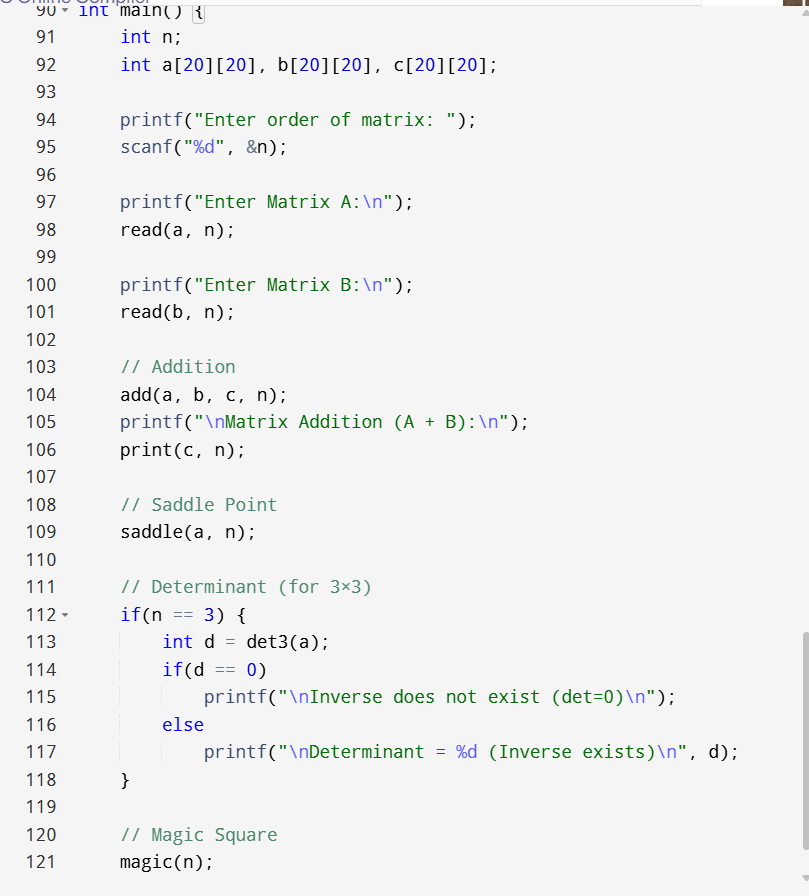 C Online Compiler
90 int main() {
91 int n;
92 int a[20][20], b[20][20], c[20][20];
93
94 printf("Enter order of matrix: ");
95 scanf("%d", &n);
96
97 printf("Enter Matrix A:\n");
98 read(a, n);
99
100 printf("Enter Matrix B:\n");
101 read(b, n);
102
103 // Addition
104 add(a, b, c, n);
105 printf("\nMatrix Addition (A + B):\n");
106 print(c, n);
107
108 // Saddle Point
109 saddle(a, n);
110
111 // Determinant (for 3×3)
112 if(n == 3) {
113 int d = det3(a);
114 if(d == 0)
115 printf("\nInverse does not exist (det=0)\n");
116 else
117 printf("\nDeterminant = %d (Inverse exists)\n", d);
118 }
119
120 // Magic Square
121 magic(n);